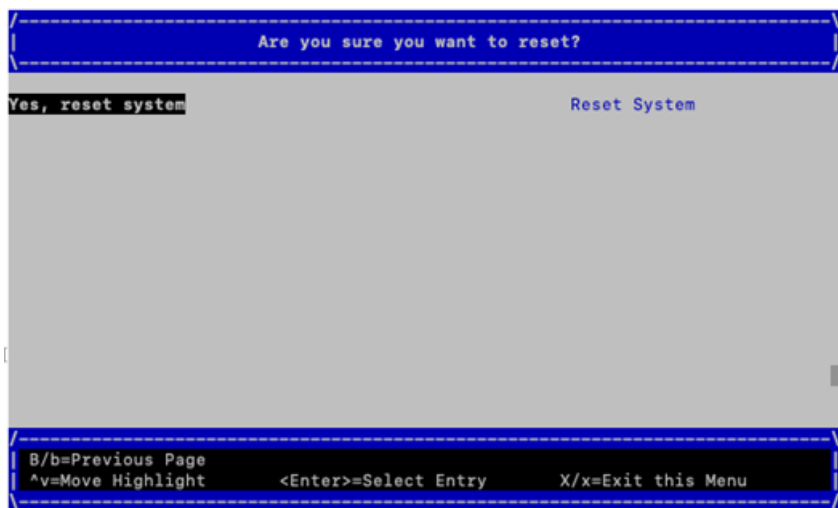 Are you sure you want to reset?
Yes, reset system Reset System
B/b=Previous Page
^v=Move Highlight <Enter>=Select Entry X/x=Exit this Menu